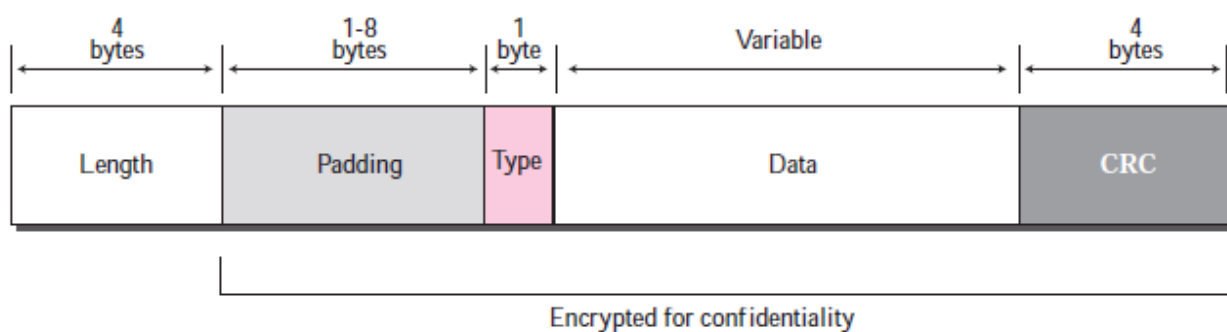 4
bytes
1-8
bytes
1
byte
Variable
4
bytes
Length
Padding
Type
Data
CRC
Encrypted for confidentiality